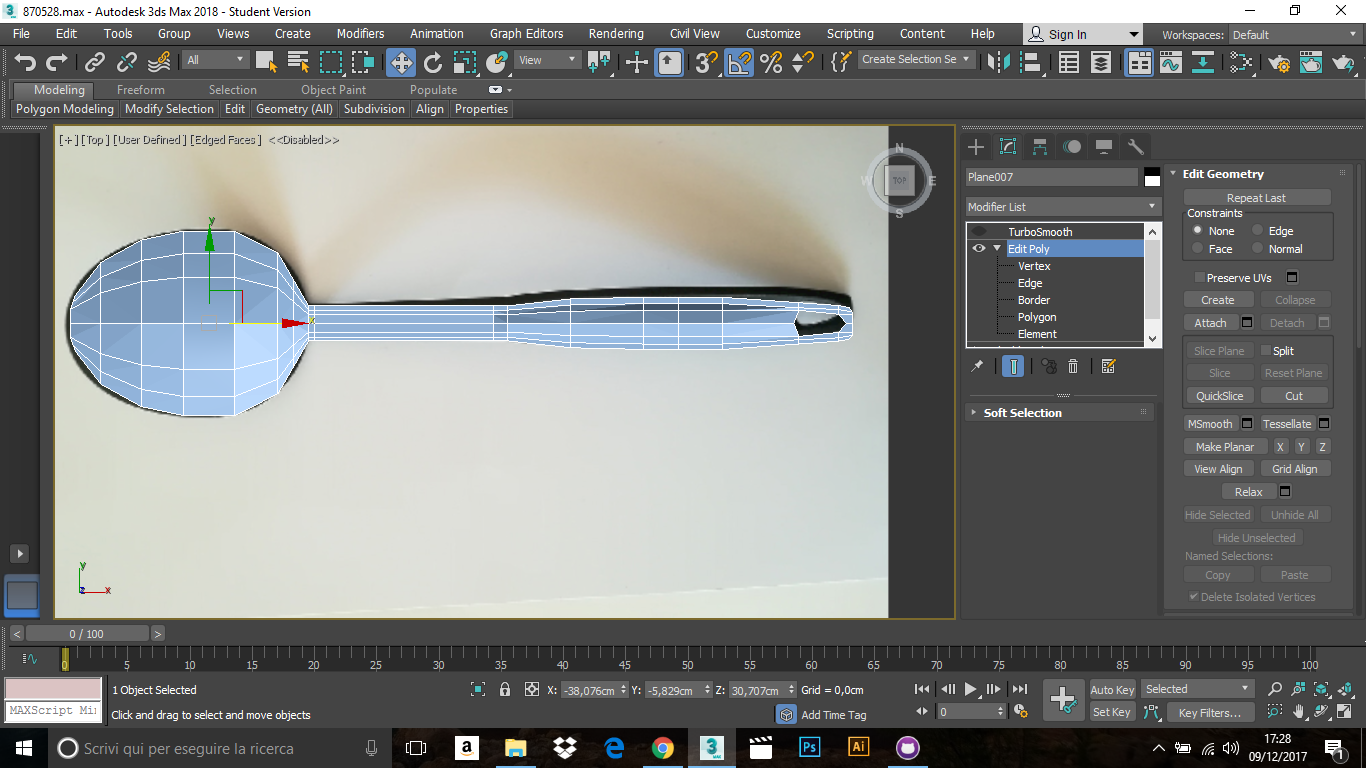 870528.max - Autodesk 3ds Max 2018 - Student Version
File Edit Tools Group Views Create Modifiers Animation Graph Editors Rendering Civil View Customize Scripting Content Help Sign In Workspaces: Default
All View Create Selection Se
Modeling Freeform Selection Object Paint Populate
Polygon Modeling Modify Selection Edit Geometry (All) Subdivision Align Properties
[+] [Top] [User Defined] [Edged Faces] <<Disabled>>
N
W TOP E
S
y
x
y
z x
Plane007
Modifier List
TurboSmooth
Edit Poly
Vertex
Edge
Border
Polygon
Element
Soft Selection
Edit Geometry
Repeat Last
Constraints
None Edge
Face Normal
Preserve UVs
Create Collapse
Attach Detach
Slice Plane Split
Slice Reset Plane
QuickSlice Cut
MSmooth Tessellate
Make Planar X Y Z
View Align Grid Align
Relax
Hide Selected Unhide All
Hide Unselected
Named Selections:
Copy Paste
Delete Isolated Vertices
< 0 / 100 >
0 5 10 15 20 25 30 35 40 45 50 55 60 65 70 75 80 85 90 95 100
1 Object Selected X: -38,076cm Y: -5,829cm Z: 30,707cm Grid = 0,0cm Auto Key Selected
MAXScript Mi
Click and drag to select and move objects Add Time Tag 0 Set Key Key Filters...
Scrivi qui per eseguire la ricerca
17:28
09/12/2017